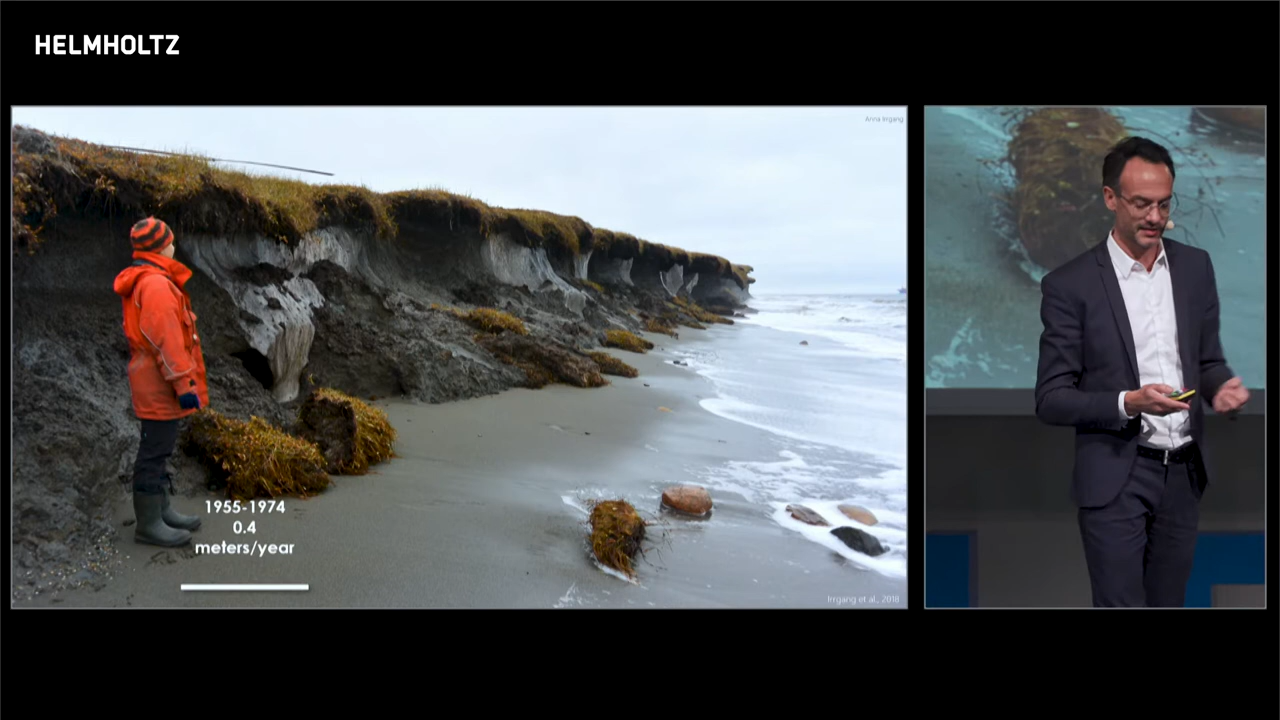 HELMHOLTZ
Anna Irrgang
1955-1974
0.4
meters/year
Irrgang et al., 2018